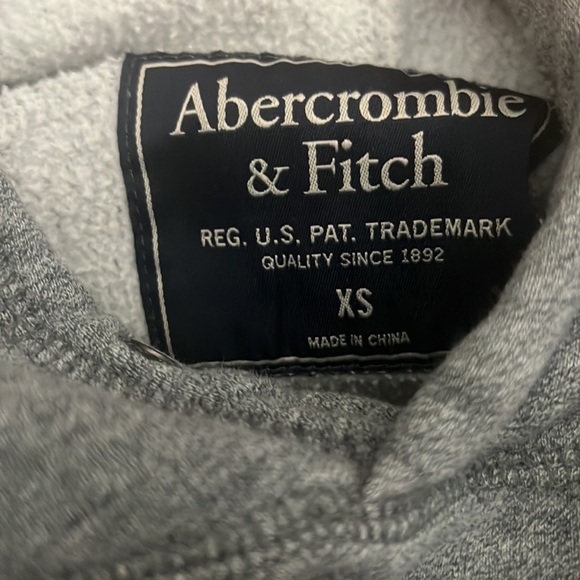 Abercrombie
& Fitch
REG. U.S. PAT. TRADEMARK
QUALITY SINCE 1892
XS
MADE IN CHINA